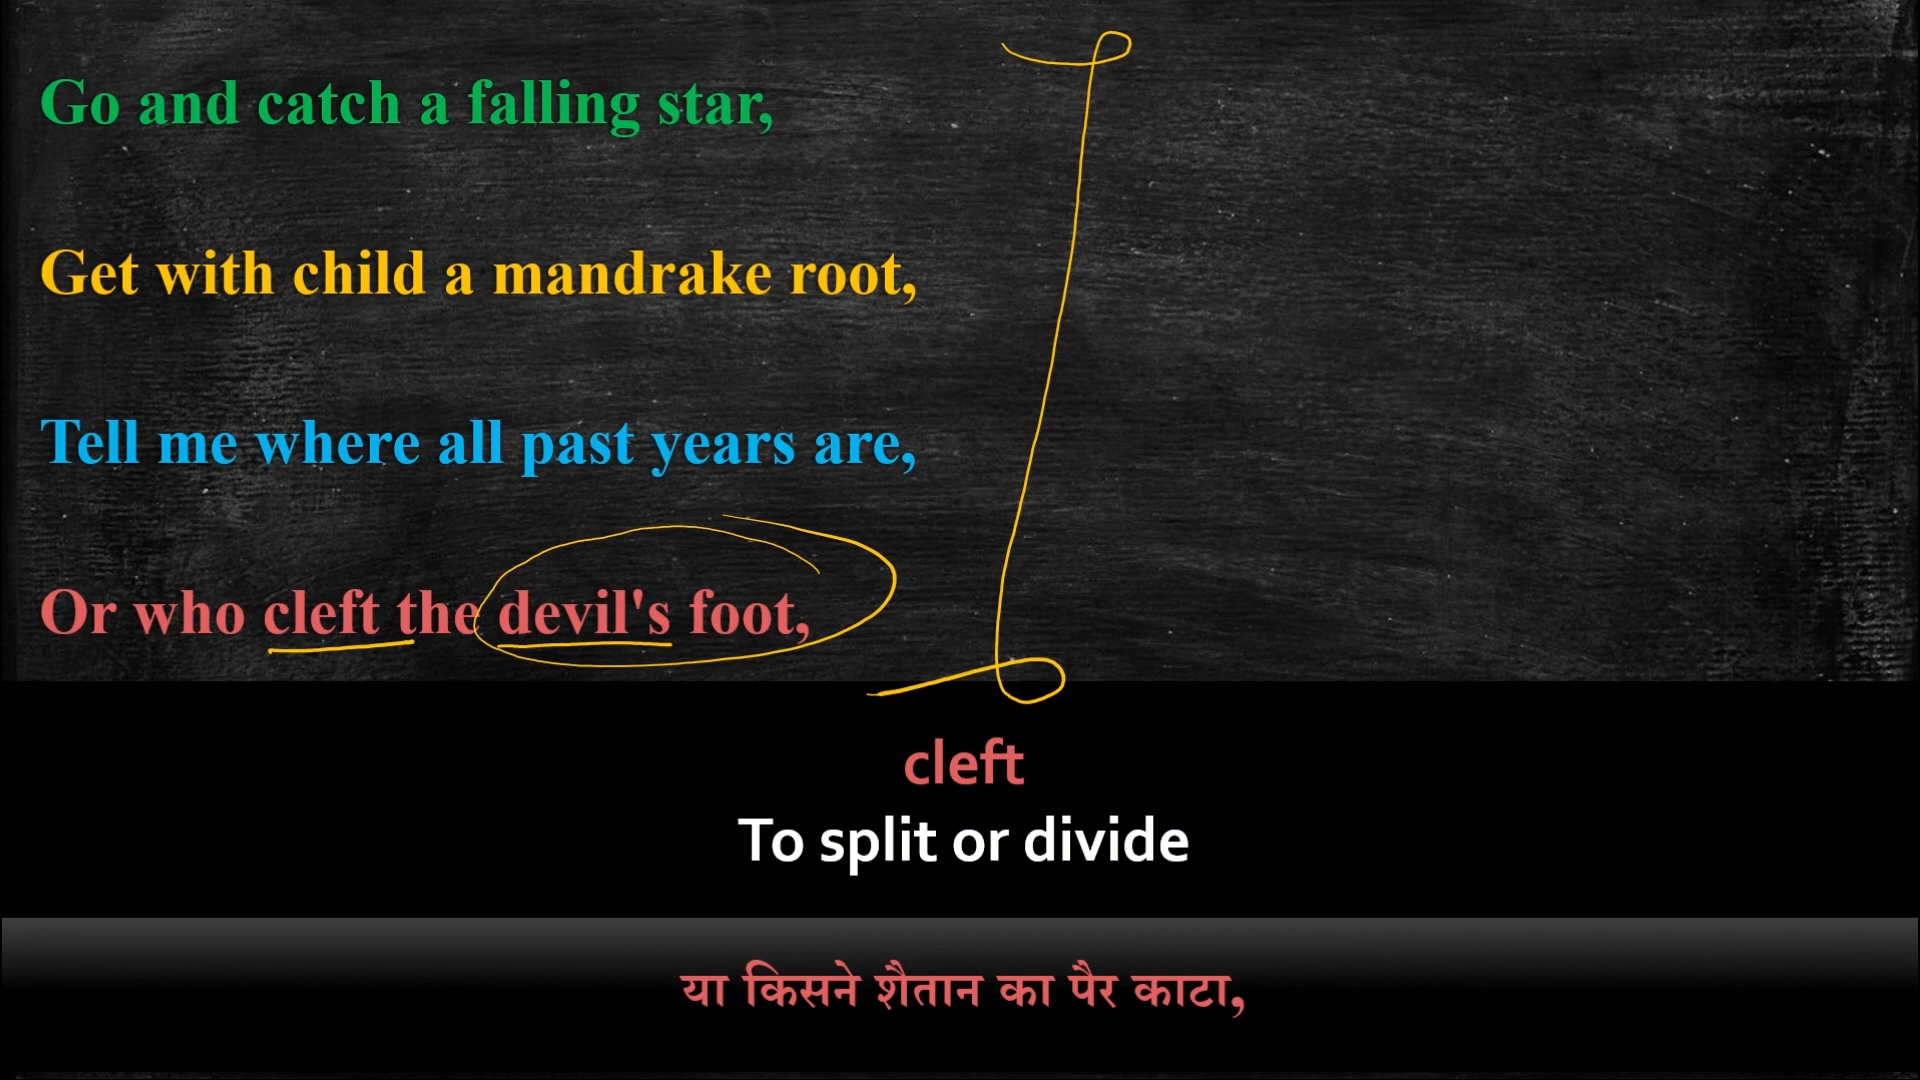 Go and catch a falling star,
Get with child a mandrake root,
Tell me where all past years are,
Or who cleft the devil's foot,
cleft
To split or divide
या किसने शैतान का पैर काटा,